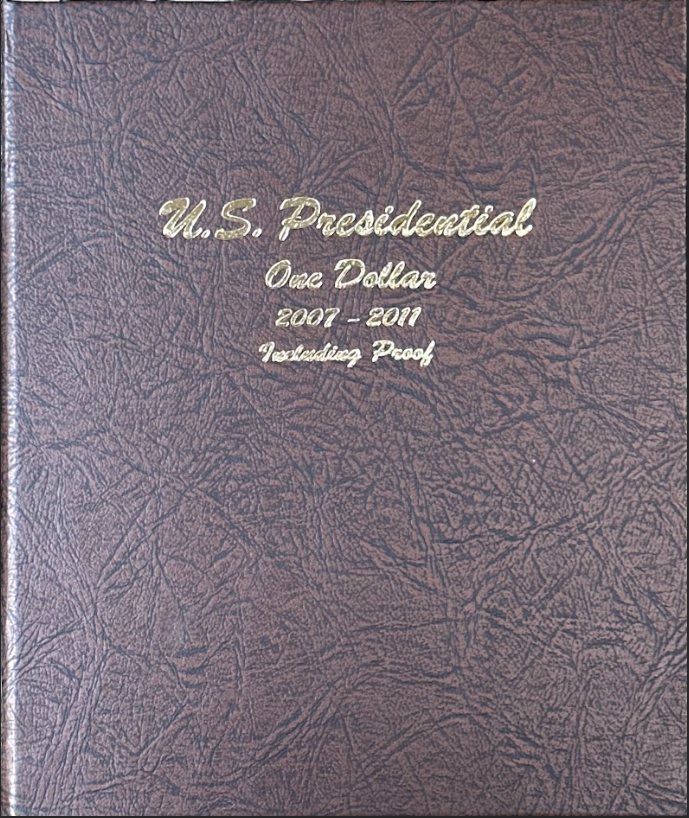 U.S. Presidential
One Dollar
2007 - 2011
Including Proof